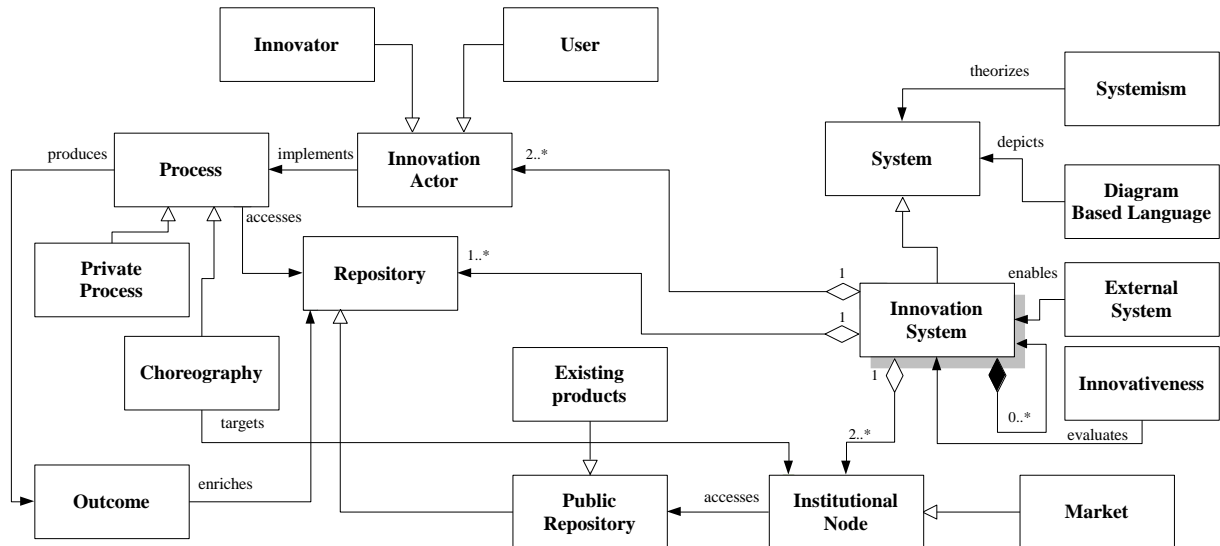 Innovator
User
theorizes
Systemism
produces
Process
implements
Innovation
Actor
2..*
System
depicts
Diagram
Based Language
accesses
Private
Process
Repository
1..*
1
enables
External
System
1
Innovation
System
Choreography
Existing
products
1
Innovativeness
0..*
targets
2..*
evaluates
Outcome
enriches
Public
Repository
accesses
Institutional
Node
Market